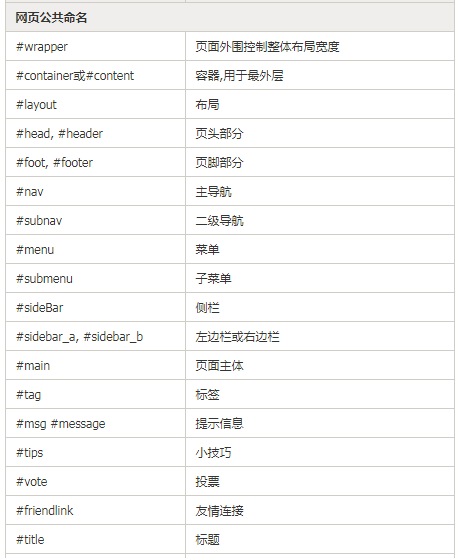 网页公共命名
#wrapper 页面外围控制整体布局宽度
#container或#content 容器,用于最外层
#layout 布局
#head, #header 页头部分
#foot, #footer 页脚部分
#nav 主导航
#subnav 二级导航
#menu 菜单
#submenu 子菜单
#sideBar 侧栏
#sidebar_a, #sidebar_b 左边栏或右边栏
#main 页面主体
#tag 标签
#msg #message 提示信息
#tips 小技巧
#vote 投票
#friendlink 友情连接
#title 标题